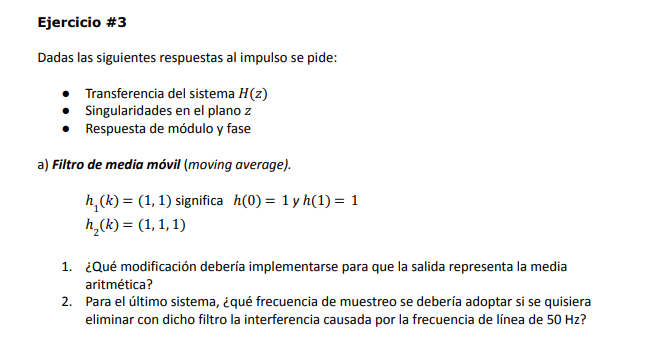 Ejercicio #3
Dadas las siguientes respuestas al impulso se pide:
● Transferencia del sistema H(z)
● Singularidades en el plano z
● Respuesta de módulo y fase
a) Filtro de media móvil (moving average).
h₁(k) = (1, 1) significa h(0) = 1 y h(1) = 1
h₂(k) = (1, 1, 1)
1. ¿Qué modificación debería implementarse para que la salida representa la media
aritmética?
2. Para el último sistema, ¿qué frecuencia de muestreo se debería adoptar si se quisiera
eliminar con dicho filtro la interferencia causada por la frecuencia de línea de 50 Hz?